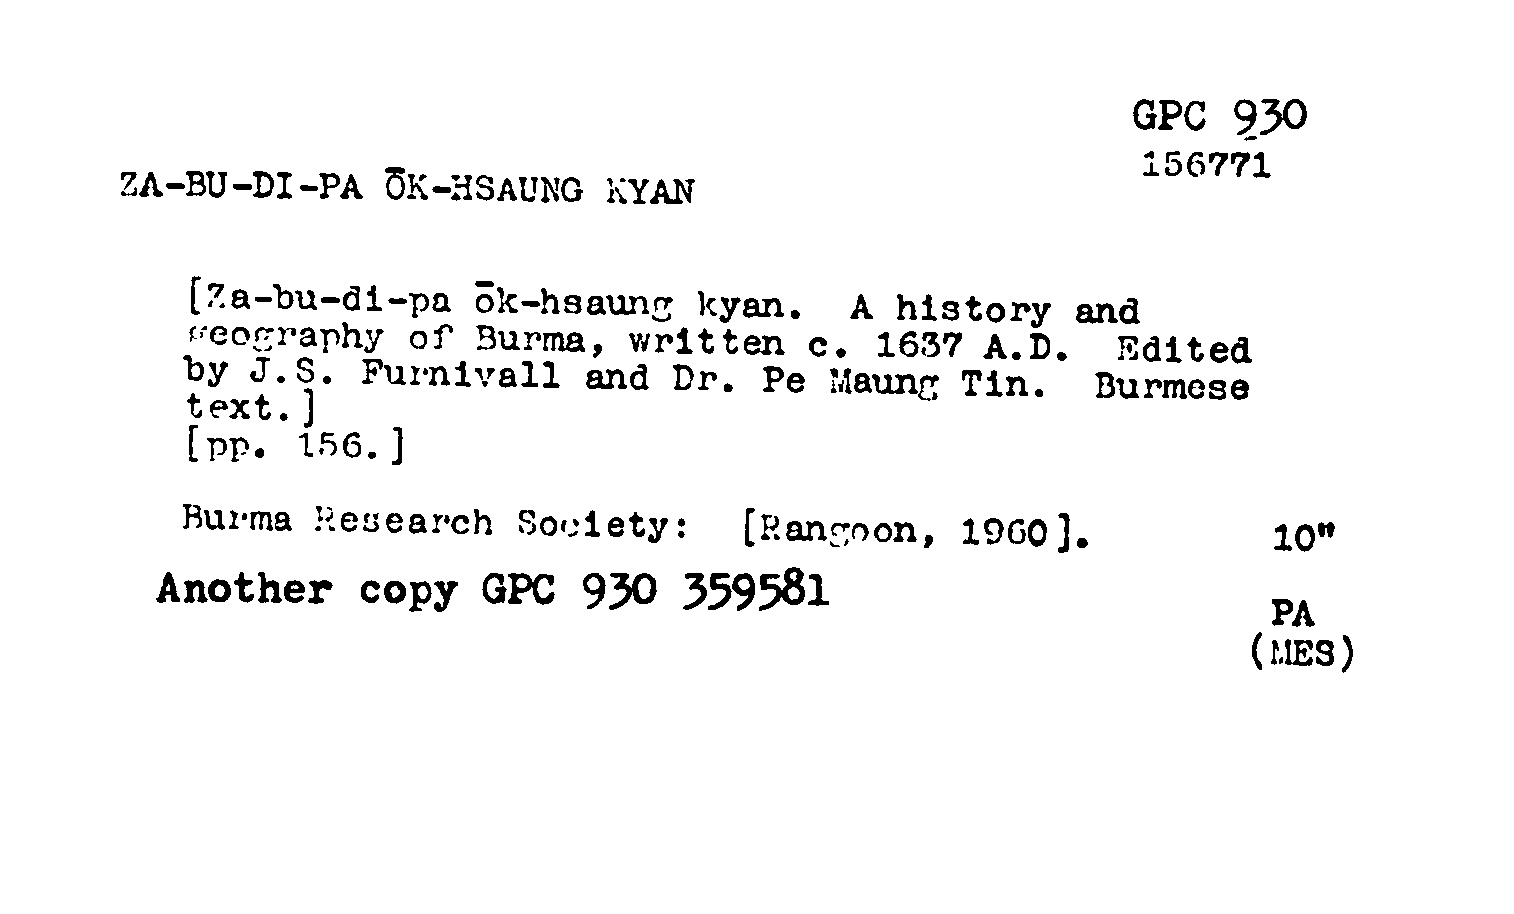 GPC 930
156771
ZA-BU-DI-PA ŌK-HSAUNG KYAN
[Za-bu-di-pa ōk-hsaung kyan. A history and
geography of Burma, written c. 1637 A.D. Edited
by J.S. Furnivall and Dr. Pe Maung Tin. Burmese
text.]
[pp. 156.]
Burma Research Society: [Rangoon, 1960]. 10"
Another copy GPC 930 359581
PA
(MES)